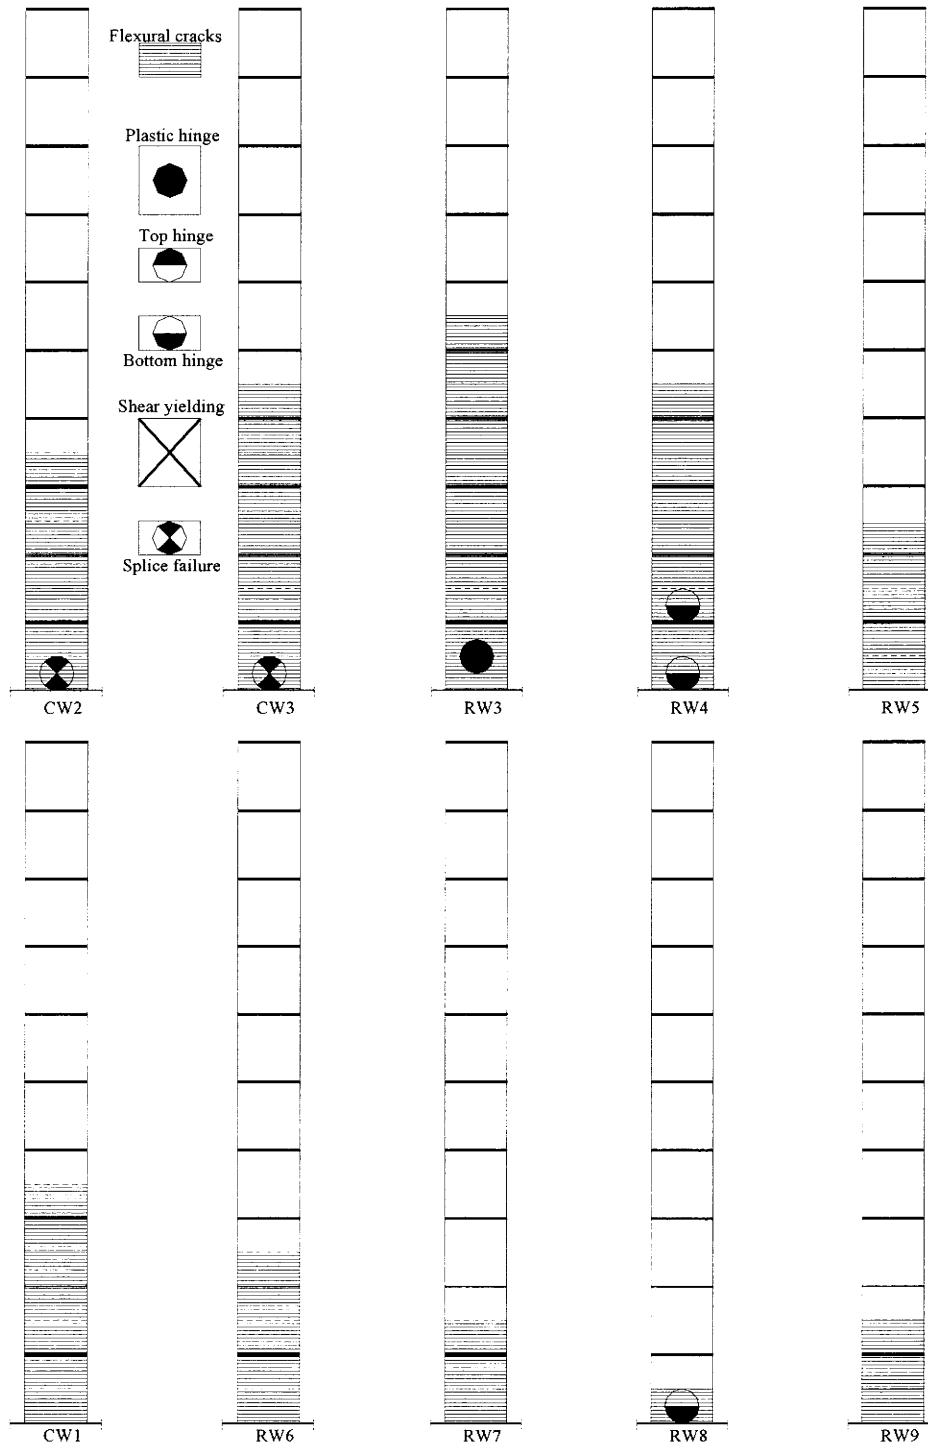 Flexural cracks
Plastic hinge
Top hinge
Bottom hinge
Shear yielding
Splice failure
CW2 CW3 RW3 RW4 RW5
CW1 RW6 RW7 RW8 RW9